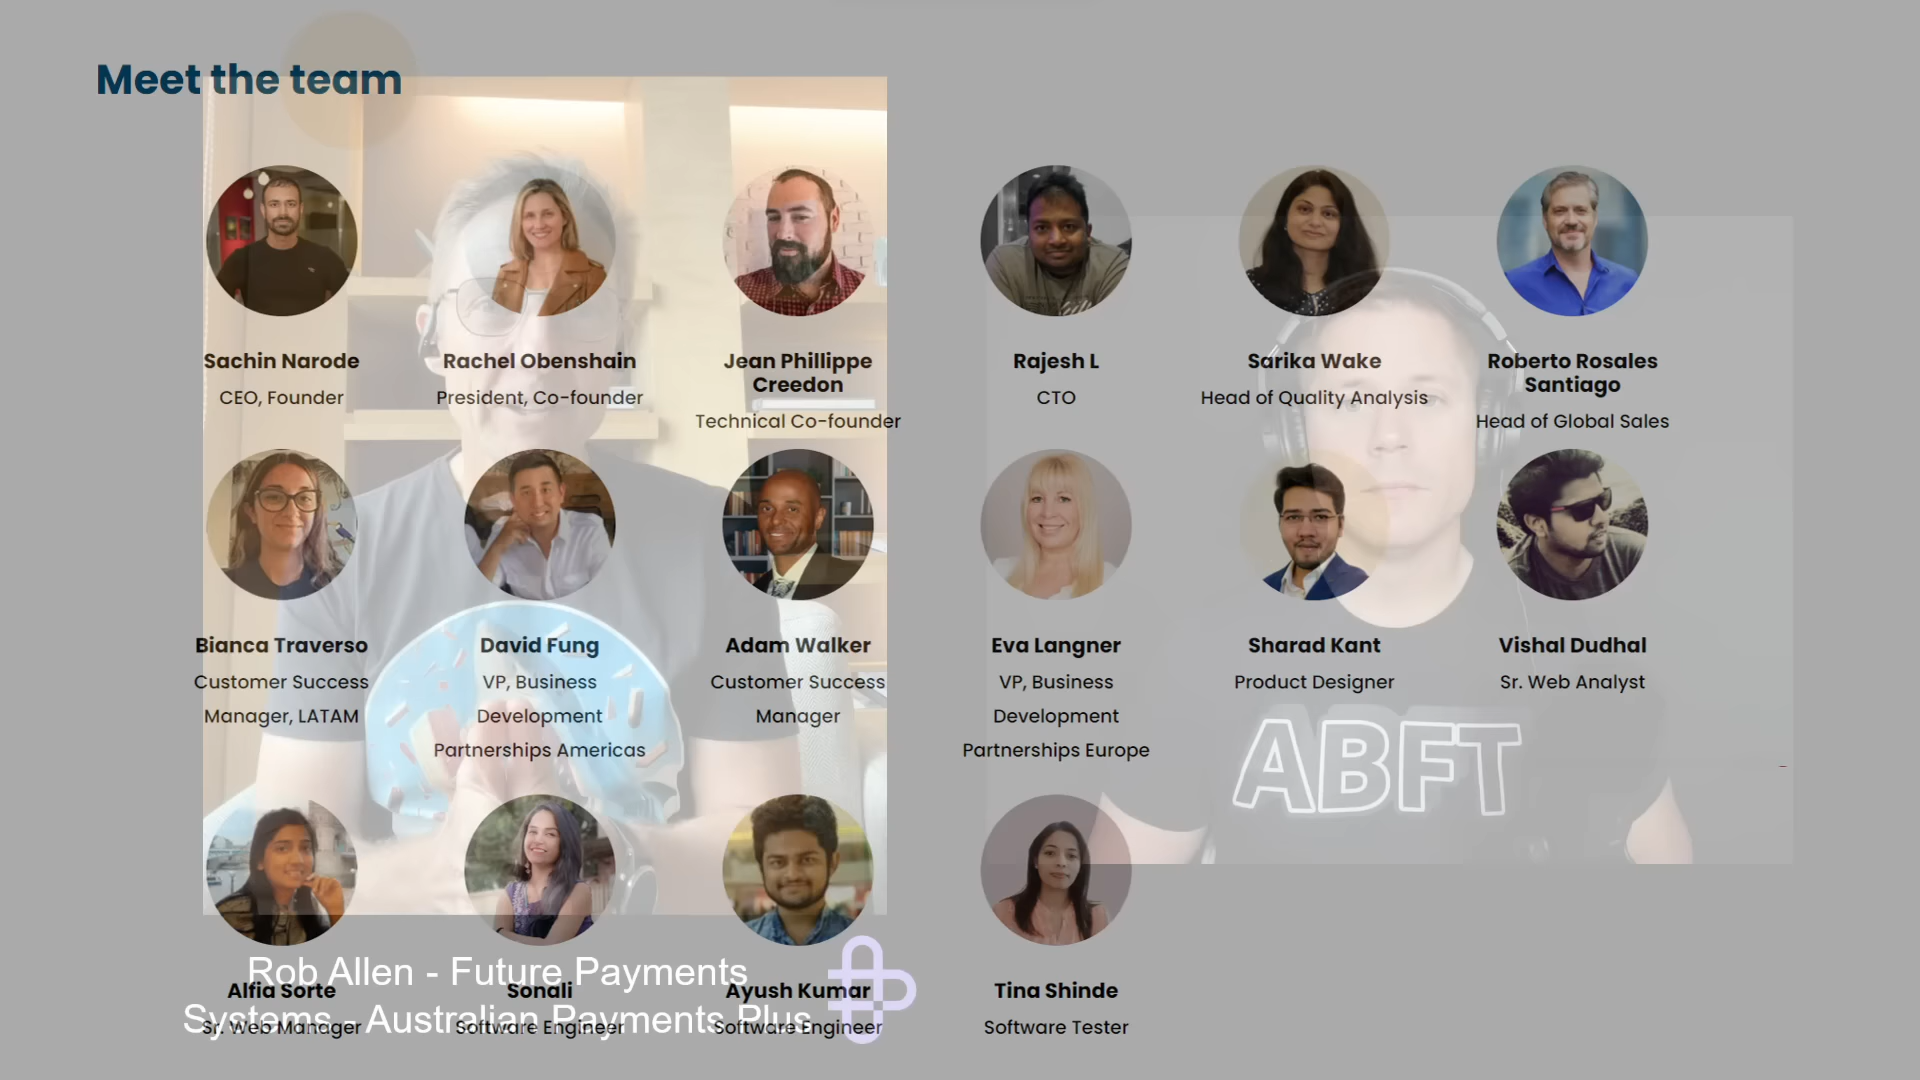 Meet the team
Sachin Narode
CEO, Founder
Rachel Obenshain
President, Co-founder
Jean Phillippe
Creedon
Technical Co-founder
Rajesh L
CTO
Sarika Wake
Head of Quality Analysis
Roberto Rosales
Santiago
Head of Global Sales
Bianca Traverso
Customer Success
Manager, LATAM
David Fung
VP, Business
Development
Partnerships Americas
Adam Walker
Customer Success
Manager
Eva Langner
VP, Business
Development
Partnerships Europe
Sharad Kant
Product Designer
Vishal Dudhal
Sr. Web Analyst
ABFT
Alfia Sorte
Sr. Web Manager
Sonali
Software Engineer
Ayush Kumar
Software Engineer
Tina Shinde
Software Tester
Rob Allen - Future Payments
Systems - Australian Payments Plus